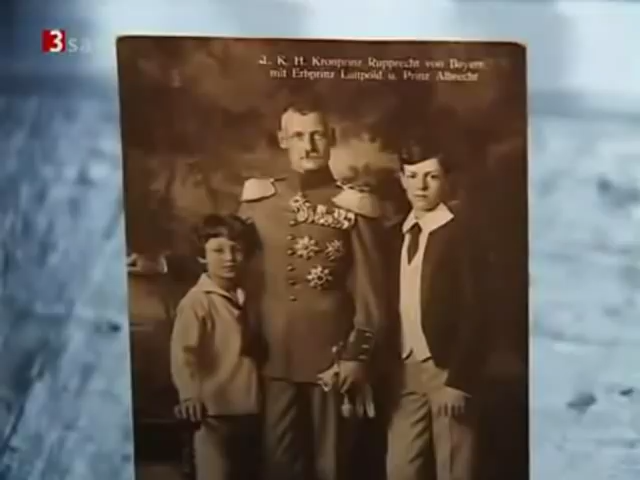 3sat
J. K. H. Kronprinz Rupprecht von Bayern
mit Erbprinz Luitpold u. Prinz Albrecht